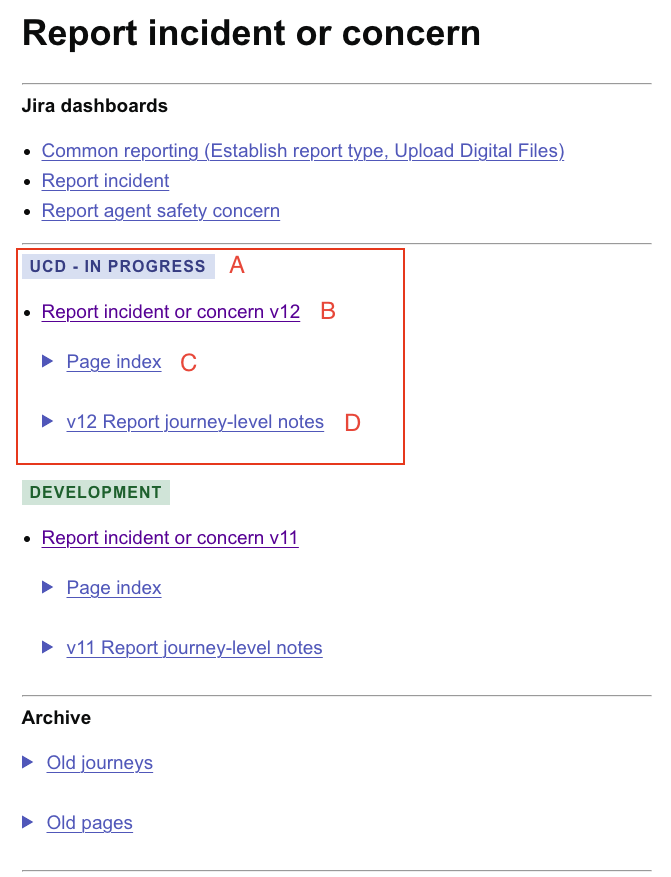 Report incident or concern
Jira dashboards
Common reporting (Establish report type, Upload Digital Files)
Report incident
Report agent safety concern
UCD - IN PROGRESS A
Report incident or concern v12 B
Page index C
v12 Report journey-level notes D
DEVELOPMENT
Report incident or concern v11
Page index
v11 Report journey-level notes
Archive
Old journeys
Old pages